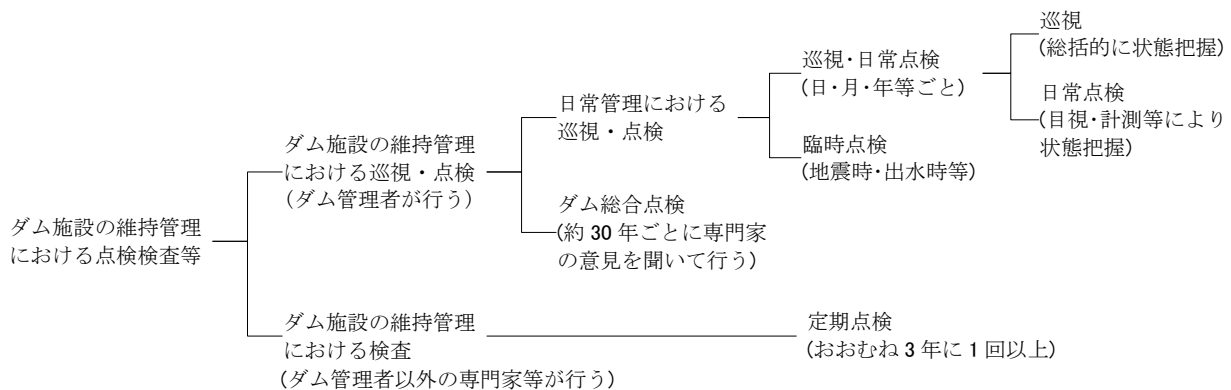 ダム施設の維持管理
における点検検査等
ダム施設の維持管理
における巡視・点検
(ダム管理者が行う)
日常管理における
巡視・点検
巡視・日常点検
(日・月・年等ごと)
巡視
(総括的に状態把握)
日常点検
(目視・計測等により
状態把握)
臨時点検
(地震時・出水時等)
ダム総合点検
(約 30 年ごとに専門家
の意見を聞いて行う)
ダム施設の維持管理
における検査
(ダム管理者以外の専門家等が行う)
定期点検
(おおむね 3 年に 1 回以上)